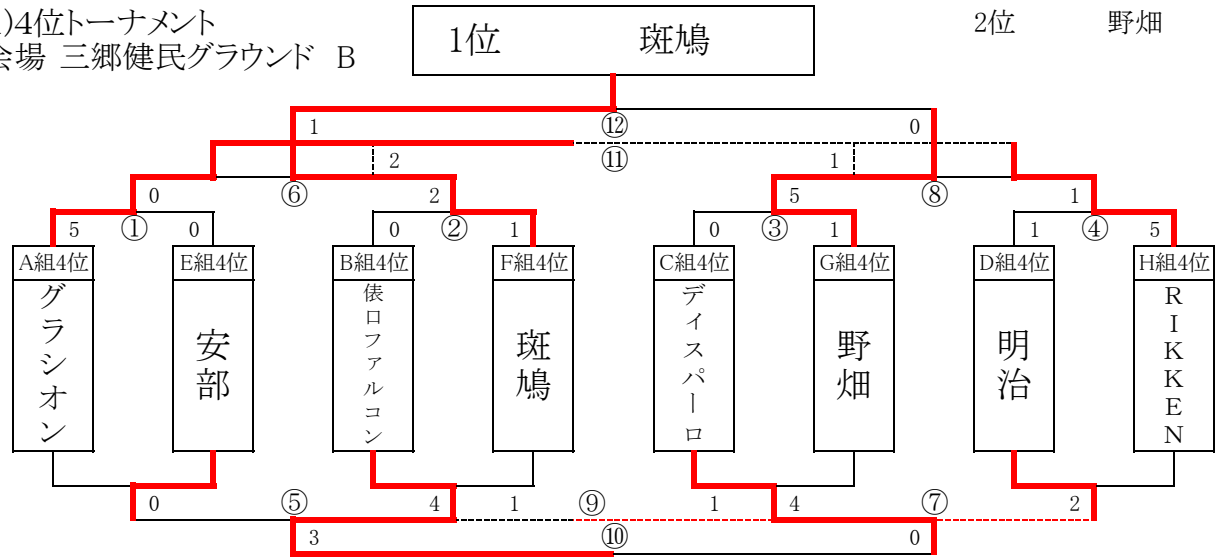 )4位トーナメント
会場 三郷健民グラウンド B
1位 斑鳩
2位 野畑
1 ⑫ 0
2 ⑪ 1
0 ⑥ 2 5 ⑧ 1
5 ① 0 0 ② 1 0 ③ 1 1 ④ 5
A組4位 E組4位 B組4位 F組4位 C組4位 G組4位 D組4位 H組4位
グラシオン
安部
俵口ファルコン
斑鳩
ディスパーロ
野畑
明治
RIKKEN
0 ⑤ 4 1 ⑨ 1 4 ⑦ 2
3 ⑩ 0